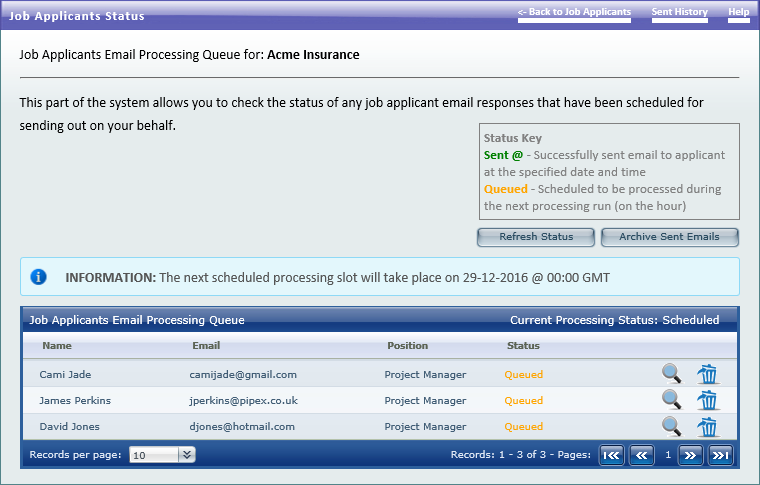 Job Applicants Status
<- Back to Job Applicants Sent History Help
Job Applicants Email Processing Queue for: Acme Insurance
This part of the system allows you to check the status of any job applicant email responses that have been scheduled for
sending out on your behalf.
Status Key
Sent @ - Successfully sent email to applicant
at the specified date and time
Queued - Scheduled to be processed during
the next processing run (on the hour)
Refresh Status Archive Sent Emails
INFORMATION: The next scheduled processing slot will take place on 29-12-2016 @ 00:00 GMT
Job Applicants Email Processing Queue Current Processing Status: Scheduled
Name Email Position Status
Cami Jade camijade@gmail.com Project Manager Queued
James Perkins jperkins@pipex.co.uk Project Manager Queued
David Jones djones@hotmail.com Project Manager Queued
Records per page: 10 Records: 1 - 3 of 3 - Pages: 1